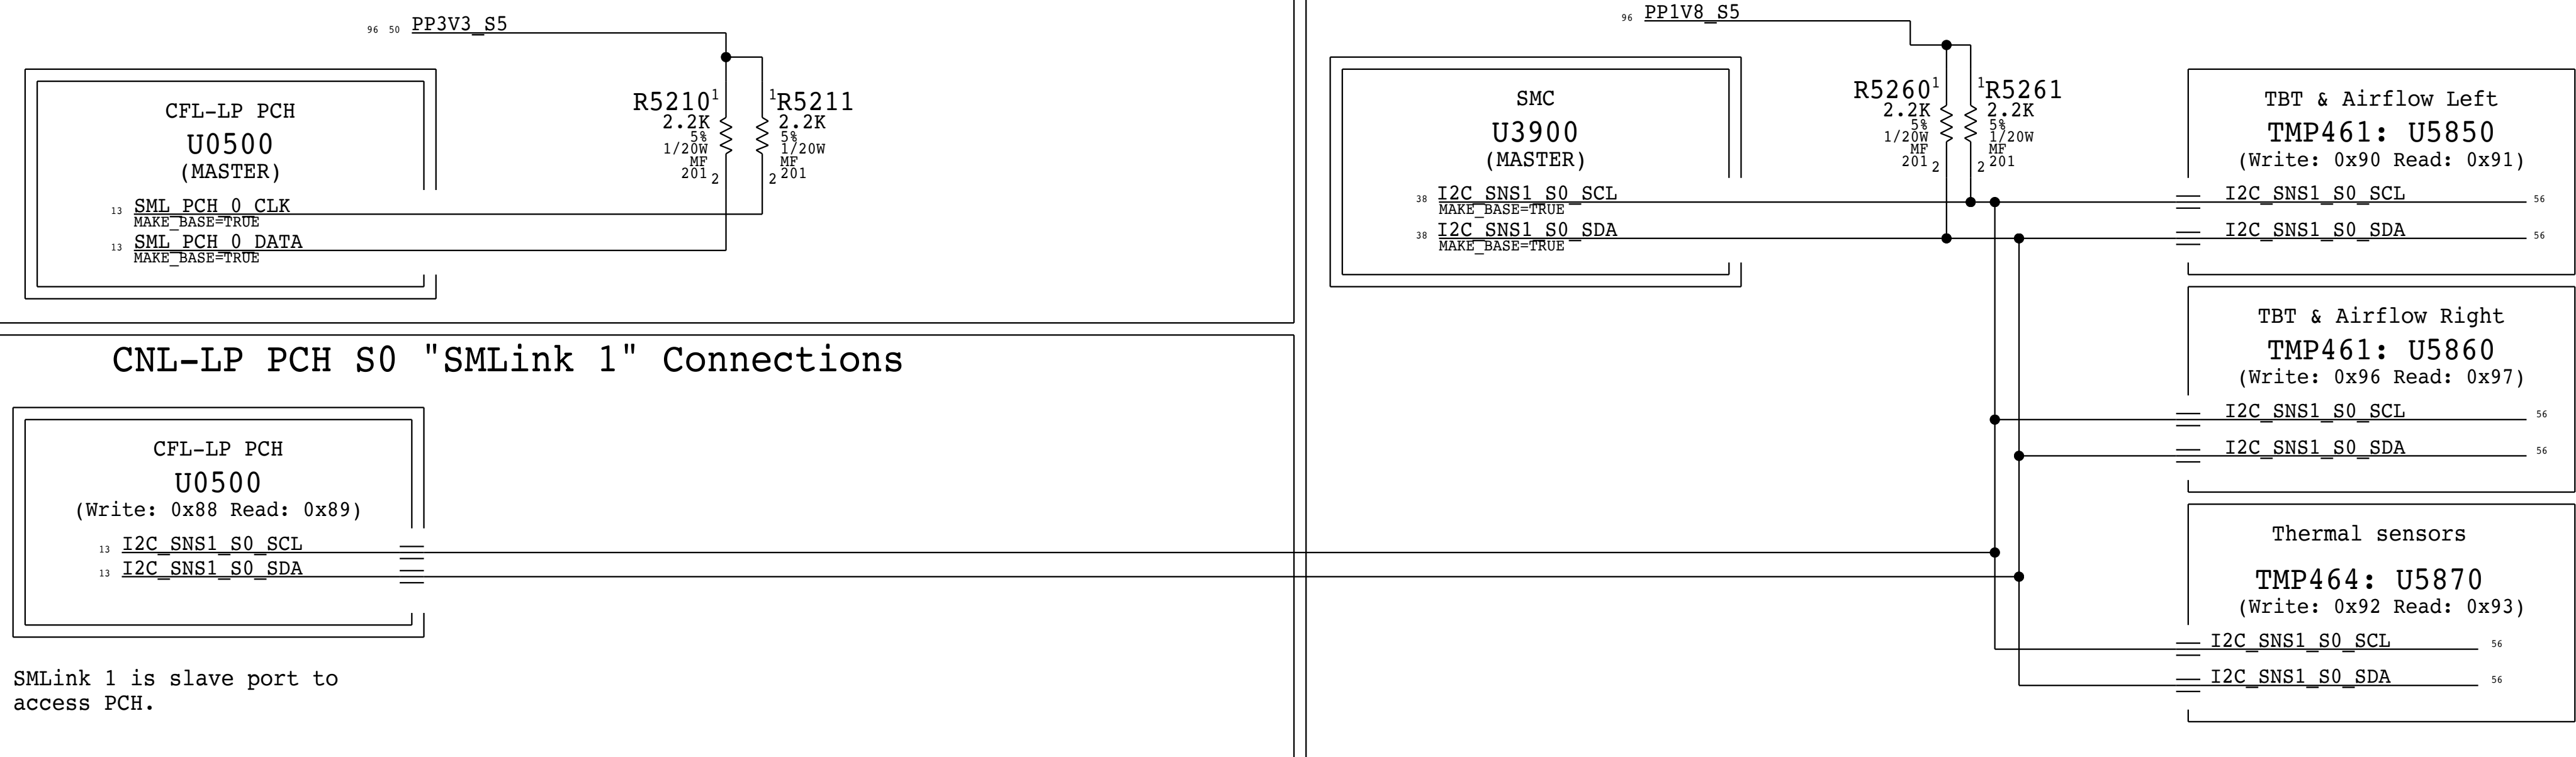 96 50 PP3V3_S5
CFL-LP PCH
U0500
(MASTER)
13 SML_PCH_0_CLK
MAKE_BASE=TRUE
13 SML_PCH_0_DATA
MAKE_BASE=TRUE
R5210 1
2.2K
5%
1/20W
MF
201 2
1 R5211
2.2K
5%
1/20W
MF
2 201
CNL-LP PCH S0 "SMLink 1" Connections
CFL-LP PCH
U0500
(Write: 0x88 Read: 0x89)
13 I2C_SNS1_S0_SCL
13 I2C_SNS1_S0_SDA
SMLink 1 is slave port to
access PCH.
96 PP1V8_S5
SMC
U3900
(MASTER)
38 I2C_SNS1_S0_SCL
MAKE_BASE=TRUE
38 I2C_SNS1_S0_SDA
MAKE_BASE=TRUE
R5260 1
2.2K
5%
1/20W
MF
201 2
1 R5261
2.2K
5%
1/20W
MF
2 201
TBT & Airflow Left
TMP461: U5850
(Write: 0x90 Read: 0x91)
I2C_SNS1_S0_SCL 56
I2C_SNS1_S0_SDA 56
TBT & Airflow Right
TMP461: U5860
(Write: 0x96 Read: 0x97)
I2C_SNS1_S0_SCL 56
I2C_SNS1_S0_SDA 56
Thermal sensors
TMP464: U5870
(Write: 0x92 Read: 0x93)
I2C_SNS1_S0_SCL 56
I2C_SNS1_S0_SDA 56